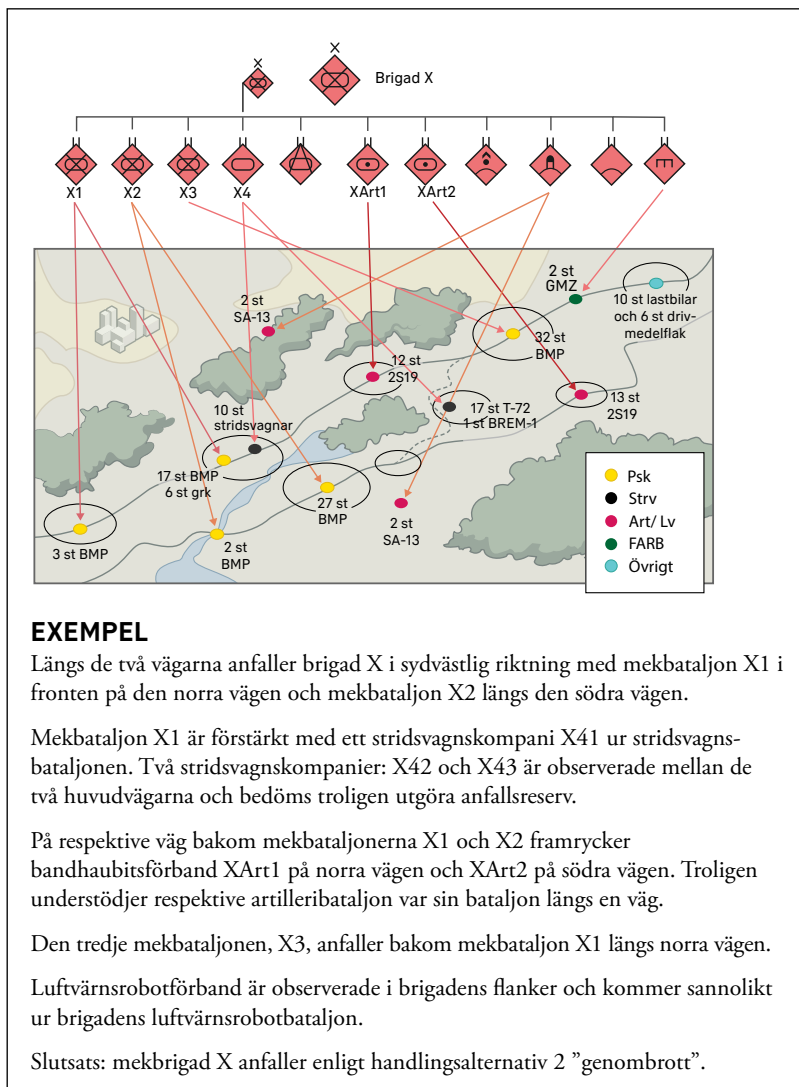 X
X
Brigad X
X1
X2
X3
X4
XArt1
XArt2
2 st
SA-13
2 st
GMZ
10 st lastbilar
och 6 st driv-
medelflak
32 st
BMP
12 st
2S19
17 st T-72
1 st BREM-1
13 st
2S19
10 st
stridsvagnar
17 st BMP
6 st grk
27 st
BMP
2 st
SA-13
3 st BMP
2 st
BMP
Psk
Strv
Art/ Lv
FARB
Övrigt
EXEMPEL
Längs de två vägarna anfaller brigad X i sydvästlig riktning med mekbataljon X1 i
fronten på den norra vägen och mekbataljon X2 längs den södra vägen.
Mekbataljon X1 är förstärkt med ett stridsvagnskompani X41 ur stridsvagns-
bataljonen. Två stridsvagnskompanier: X42 och X43 är observerade mellan de
två huvudvägarna och bedöms troligen utgöra anfallsreserv.
På respektive väg bakom mekbataljonerna X1 och X2 framrycker
bandhaubitsförband XArt1 på norra vägen och XArt2 på södra vägen. Troligen
understödjer respektive artilleribataljon var sin bataljon längs en väg.
Den tredje mekbataljonen, X3, anfaller bakom mekbataljon X1 längs norra vägen.
Luftvärnsrobotförband är observerade i brigadens flanker och kommer sannolikt
ur brigadens luftvärnsrobotbataljon.
Slutsats: mekbrigad X anfaller enligt handlingsalternativ 2 ”genombrott”.